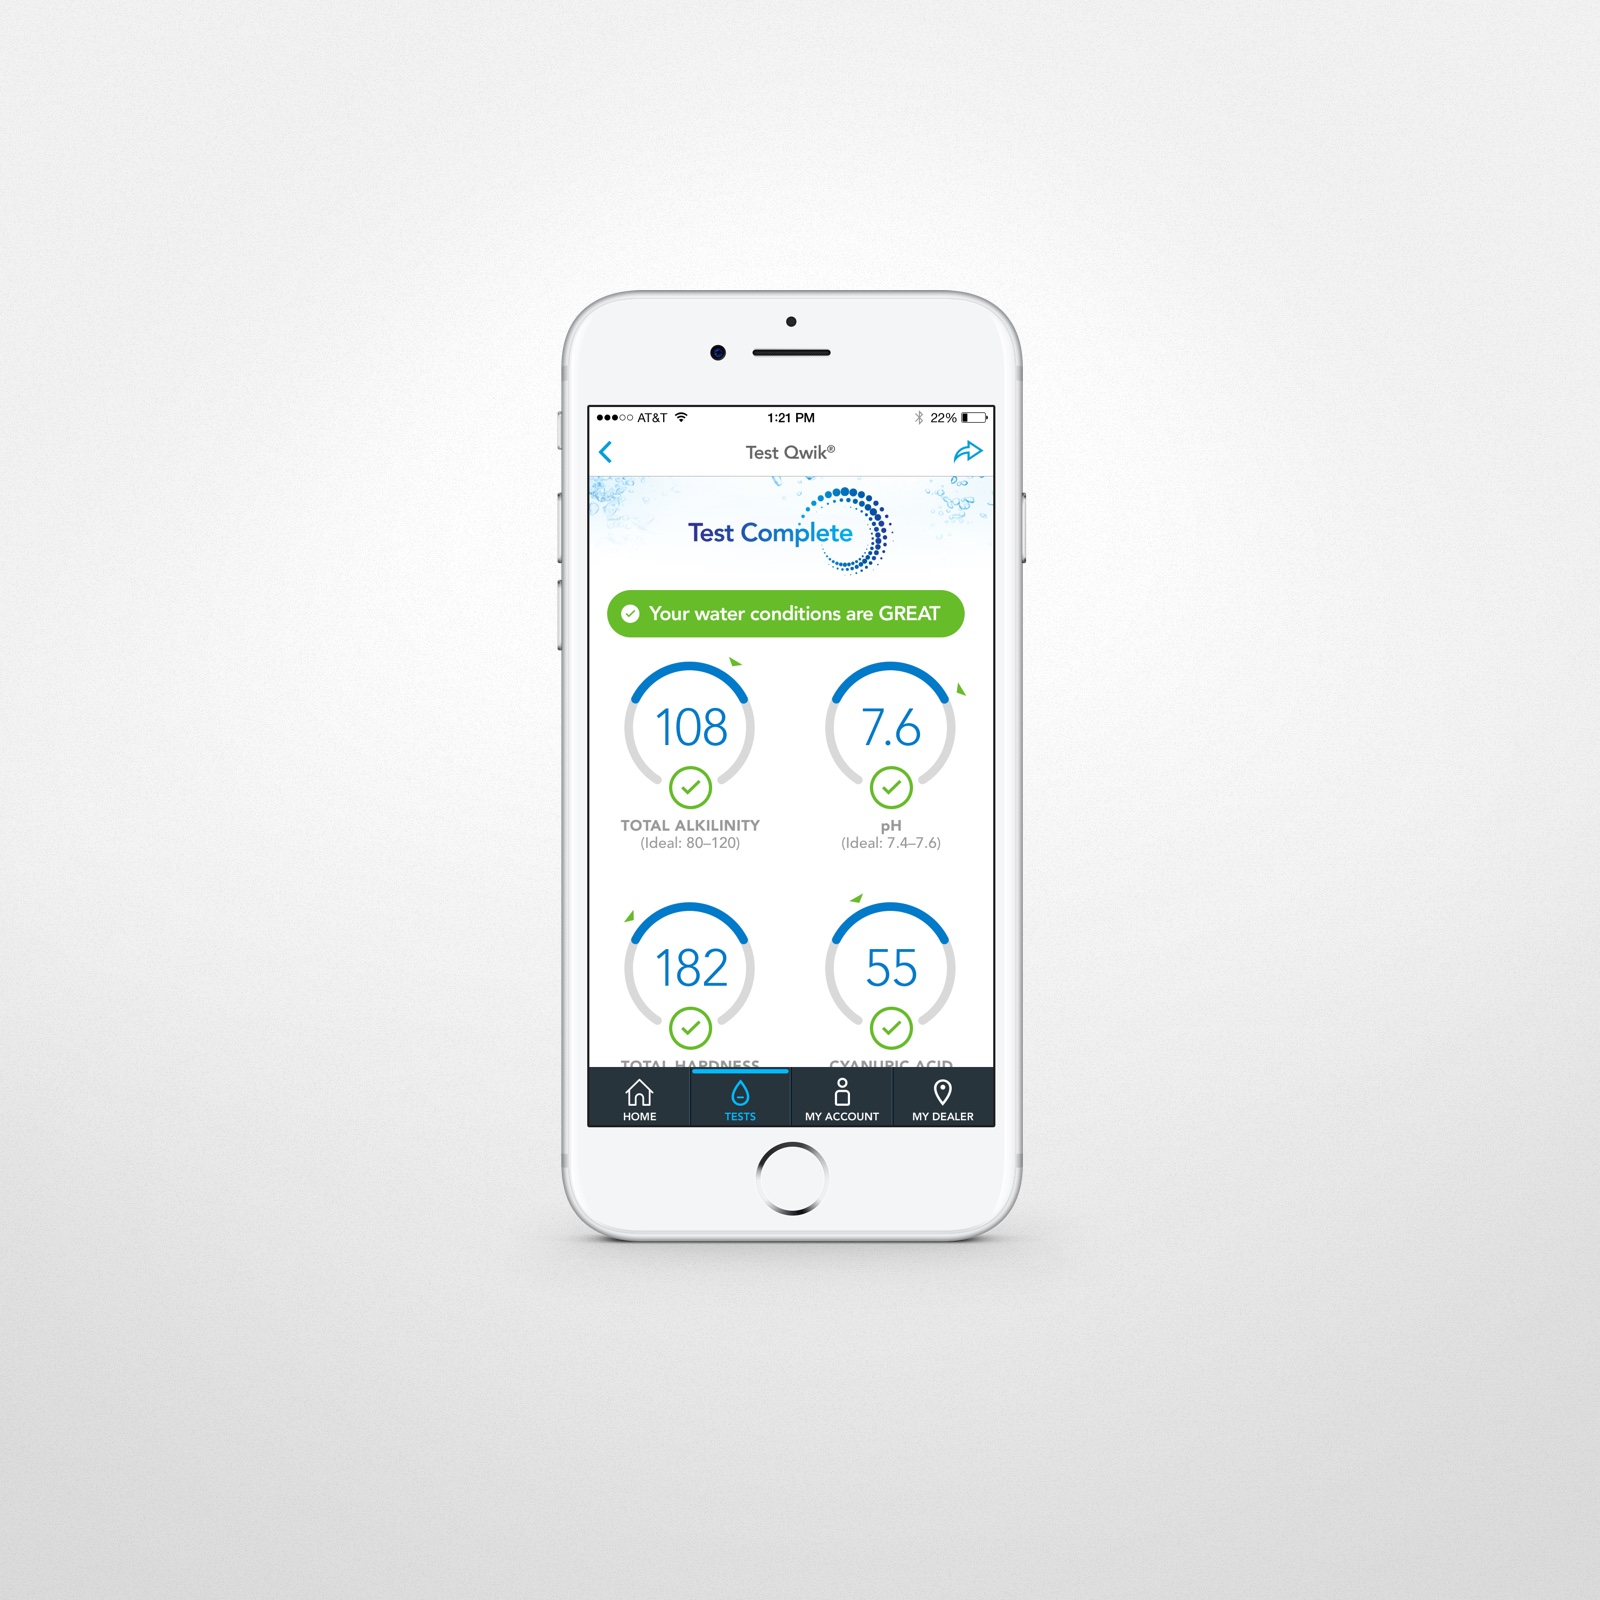 AT&T 1:21 PM 22%
Test Qwik®
Test Complete
Your water conditions are GREAT
108 7.6
TOTAL ALKILINITY pH
(Ideal: 80–120) (Ideal: 7.4–7.6)
182 55
TOTAL HARDNESS CYANURIC ACID
HOME TESTS MY ACCOUNT MY DEALER